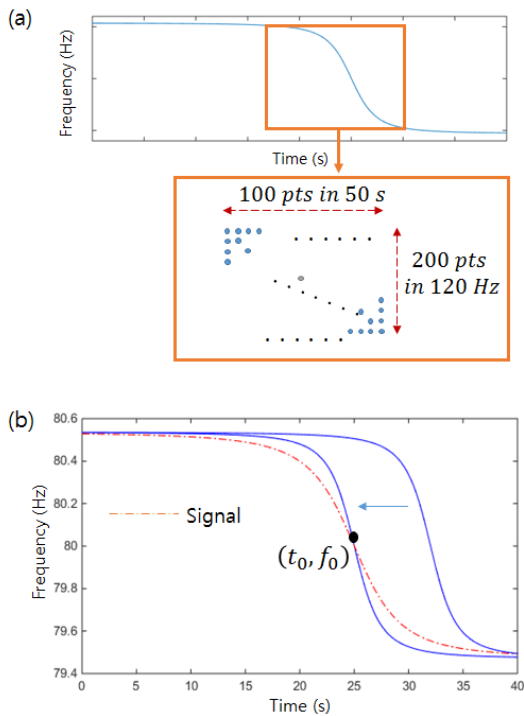 (a)
Frequency (Hz)
Time (s)
100 pts in 50 s
200 pts
in 120 Hz
(b)
80.6
80.4
80.2
80
79.8
79.6
79.4
Frequency (Hz)
Signal
(t₀, f₀)
0
5
10
15
20
25
30
35
40
Time (s)